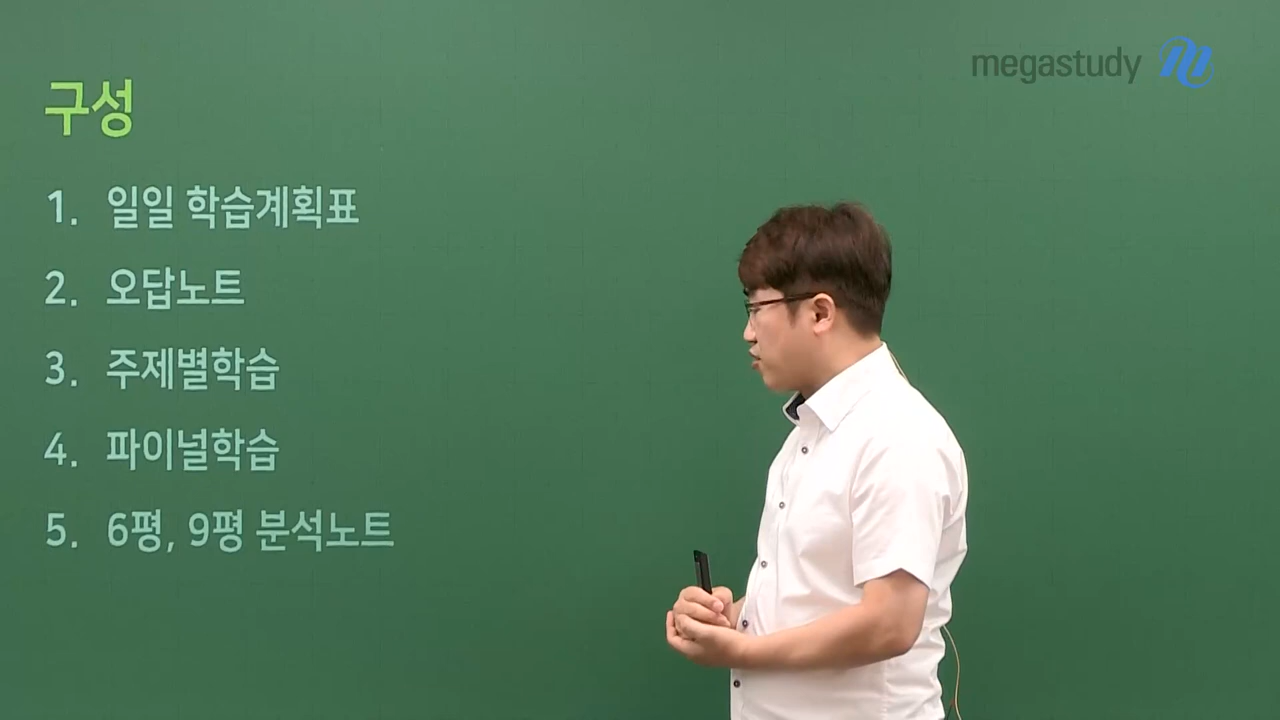 megastudy
구성
1. 일일 학습계획표
2. 오답노트
3. 주제별학습
4. 파이널학습
5. 6평, 9평 분석노트